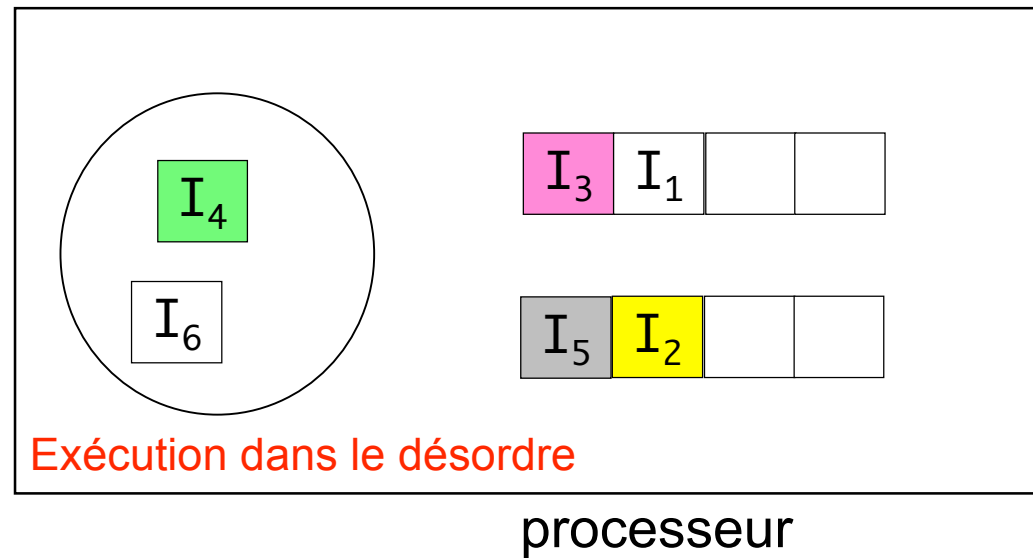 I₄
I₃ I₁
I₆
I₅ I₂
Exécution dans le désordre
processeur